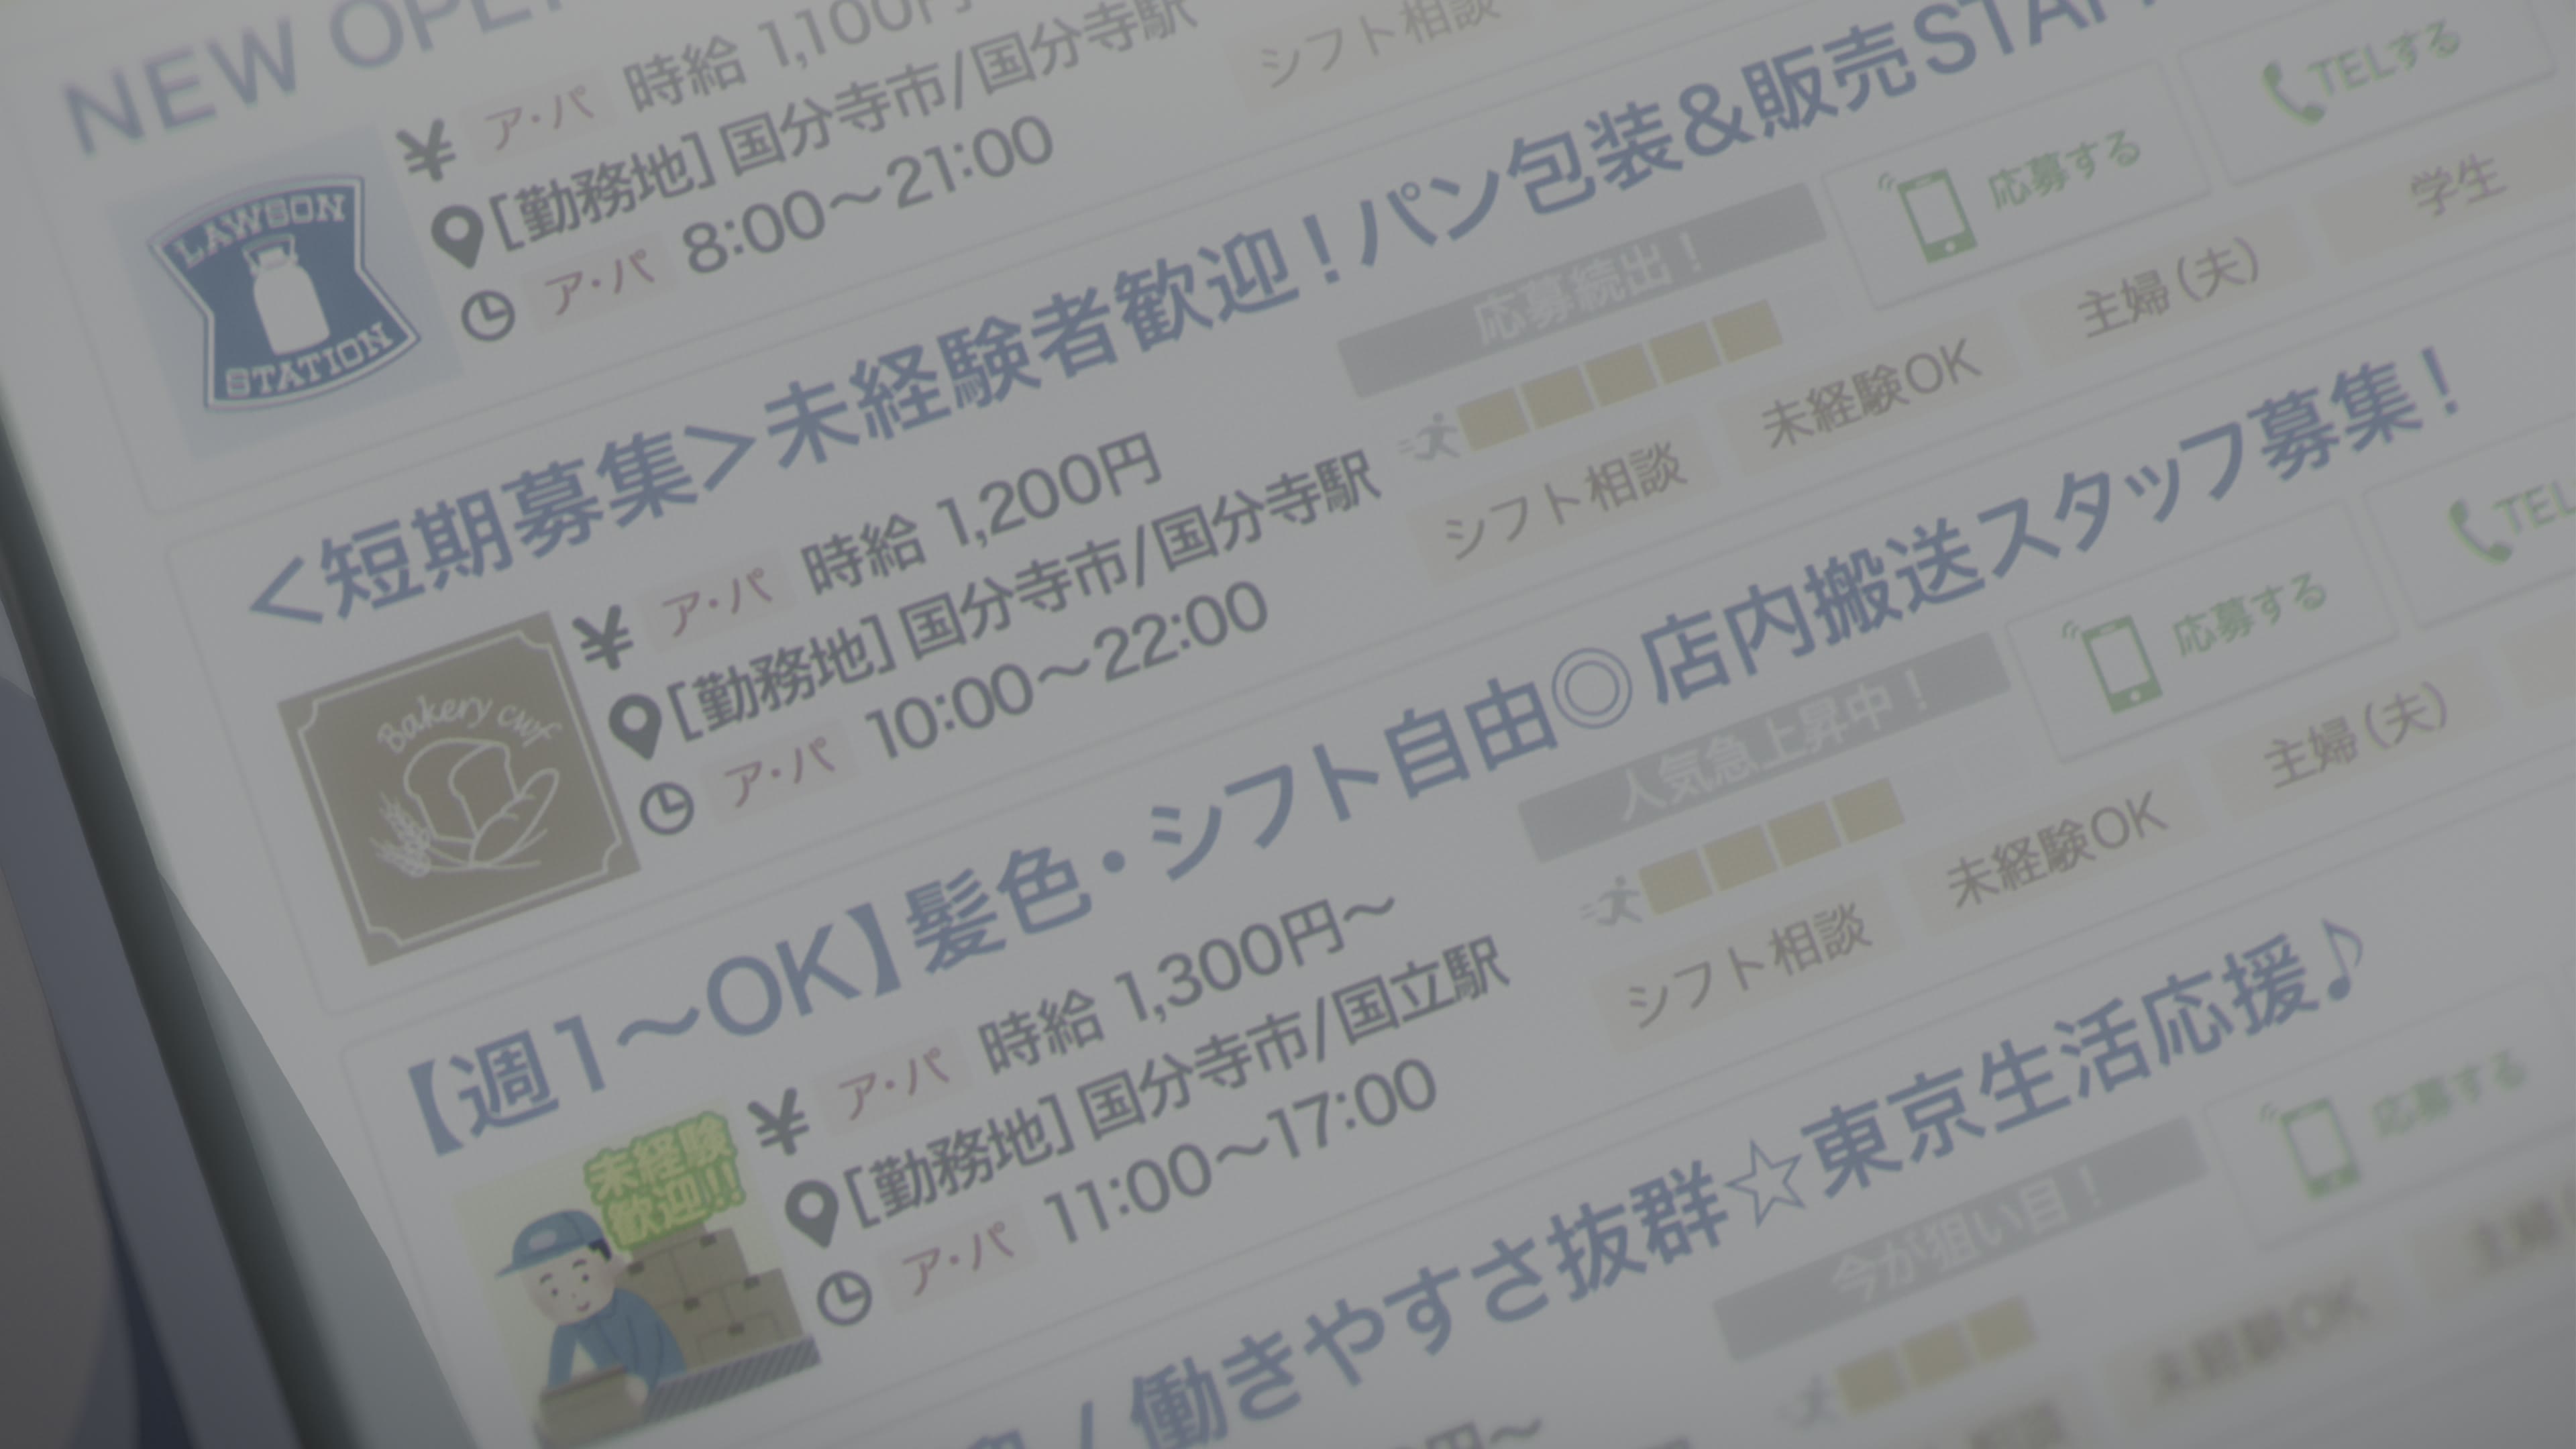 NEW OPE
ア・パ 時給 1,100円
[勤務地] 国分寺市/国分寺駅
ア・パ 8:00～21:00
LAWSON
STATION
シフト相談
TELする
＜短期募集＞未経験者歓迎！パン包装＆販売STAF
応募続出！
応募する
ア・パ 時給 1,200円
[勤務地] 国分寺市/国分寺駅
ア・パ 10:00～22:00
Bakery
シフト相談
未経験OK
主婦（夫）
学生
【週1～OK】髪色・シフト自由◎店内搬送スタッフ募集！
人気急上昇中！
応募する
TEL
ア・パ 時給 1,300円～
[勤務地] 国分寺市/国立駅
ア・パ 11:00～17:00
未経験
歓迎!!
シフト相談
未経験OK
主婦（夫）
働きやすさ抜群☆東京生活応援♪
今が狙い目！
応募する
円～
未経験OK
主婦